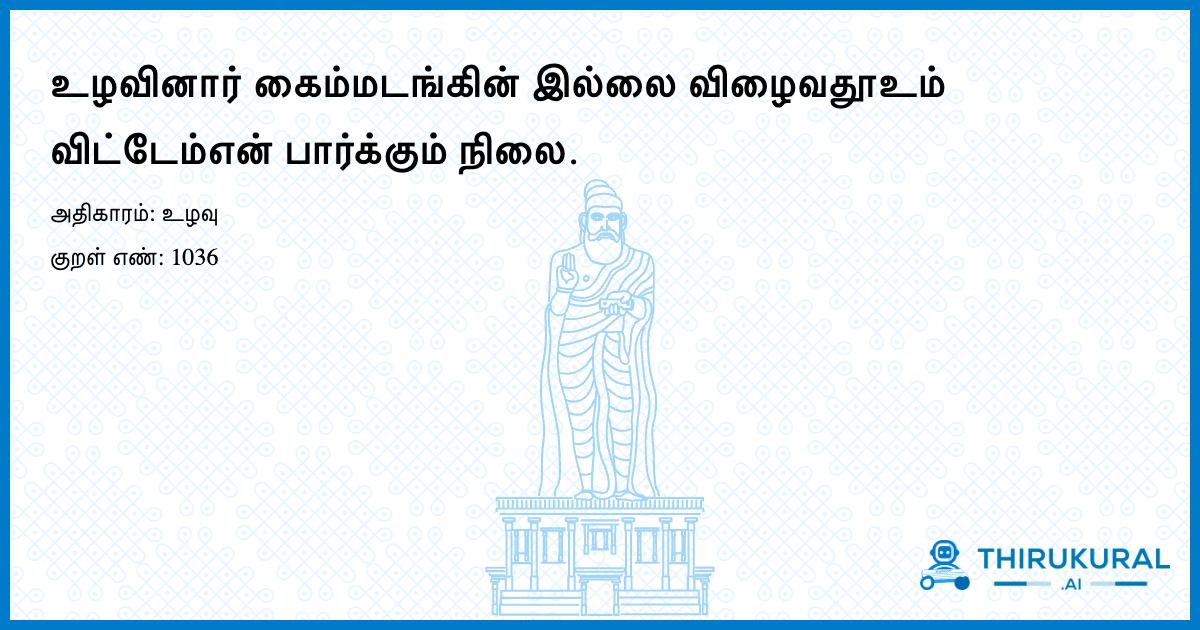 உழவினார் கைம்மடங்கின் இல்லை விழைவதூஉம்
விட்டேம்என் பார்க்கும் நிலை.
அதிகாரம்: உழவு
குறள் எண்: 1036
THIRUKURAL
.AI